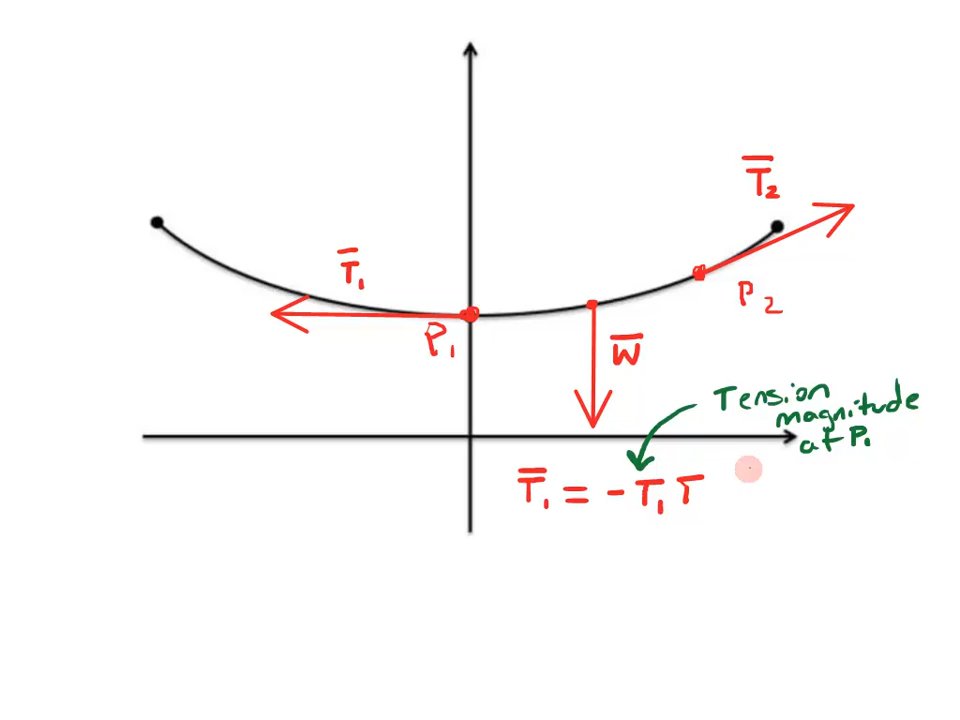 T̅₂
T̅₁
P₂
P₁
W̅
Tension
magnitude
at P₁
T̅₁ = - T₁ i̅